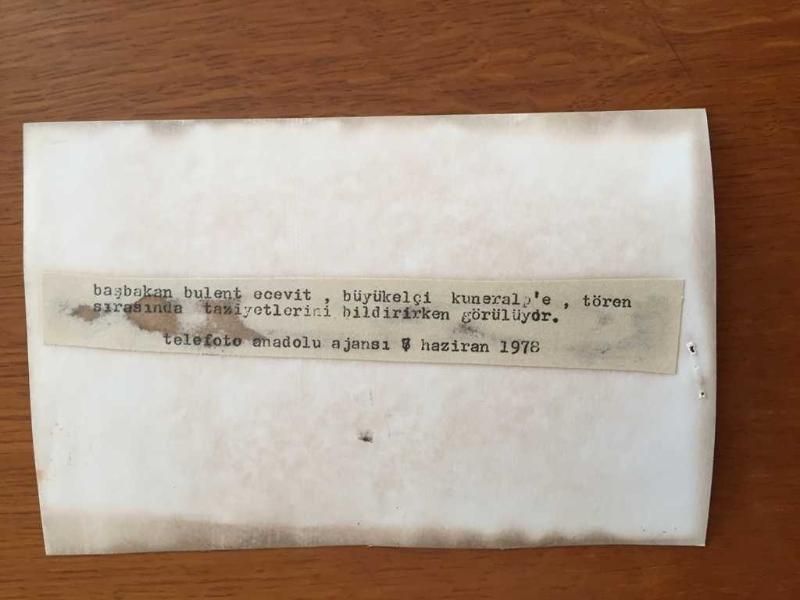 başbakan bulent ecevit , büyükelçi kuneralp'e , tören
sırasında taziyetlerini bildirirken görülüyor.
telefoto anadolu ajansı haziran 1978